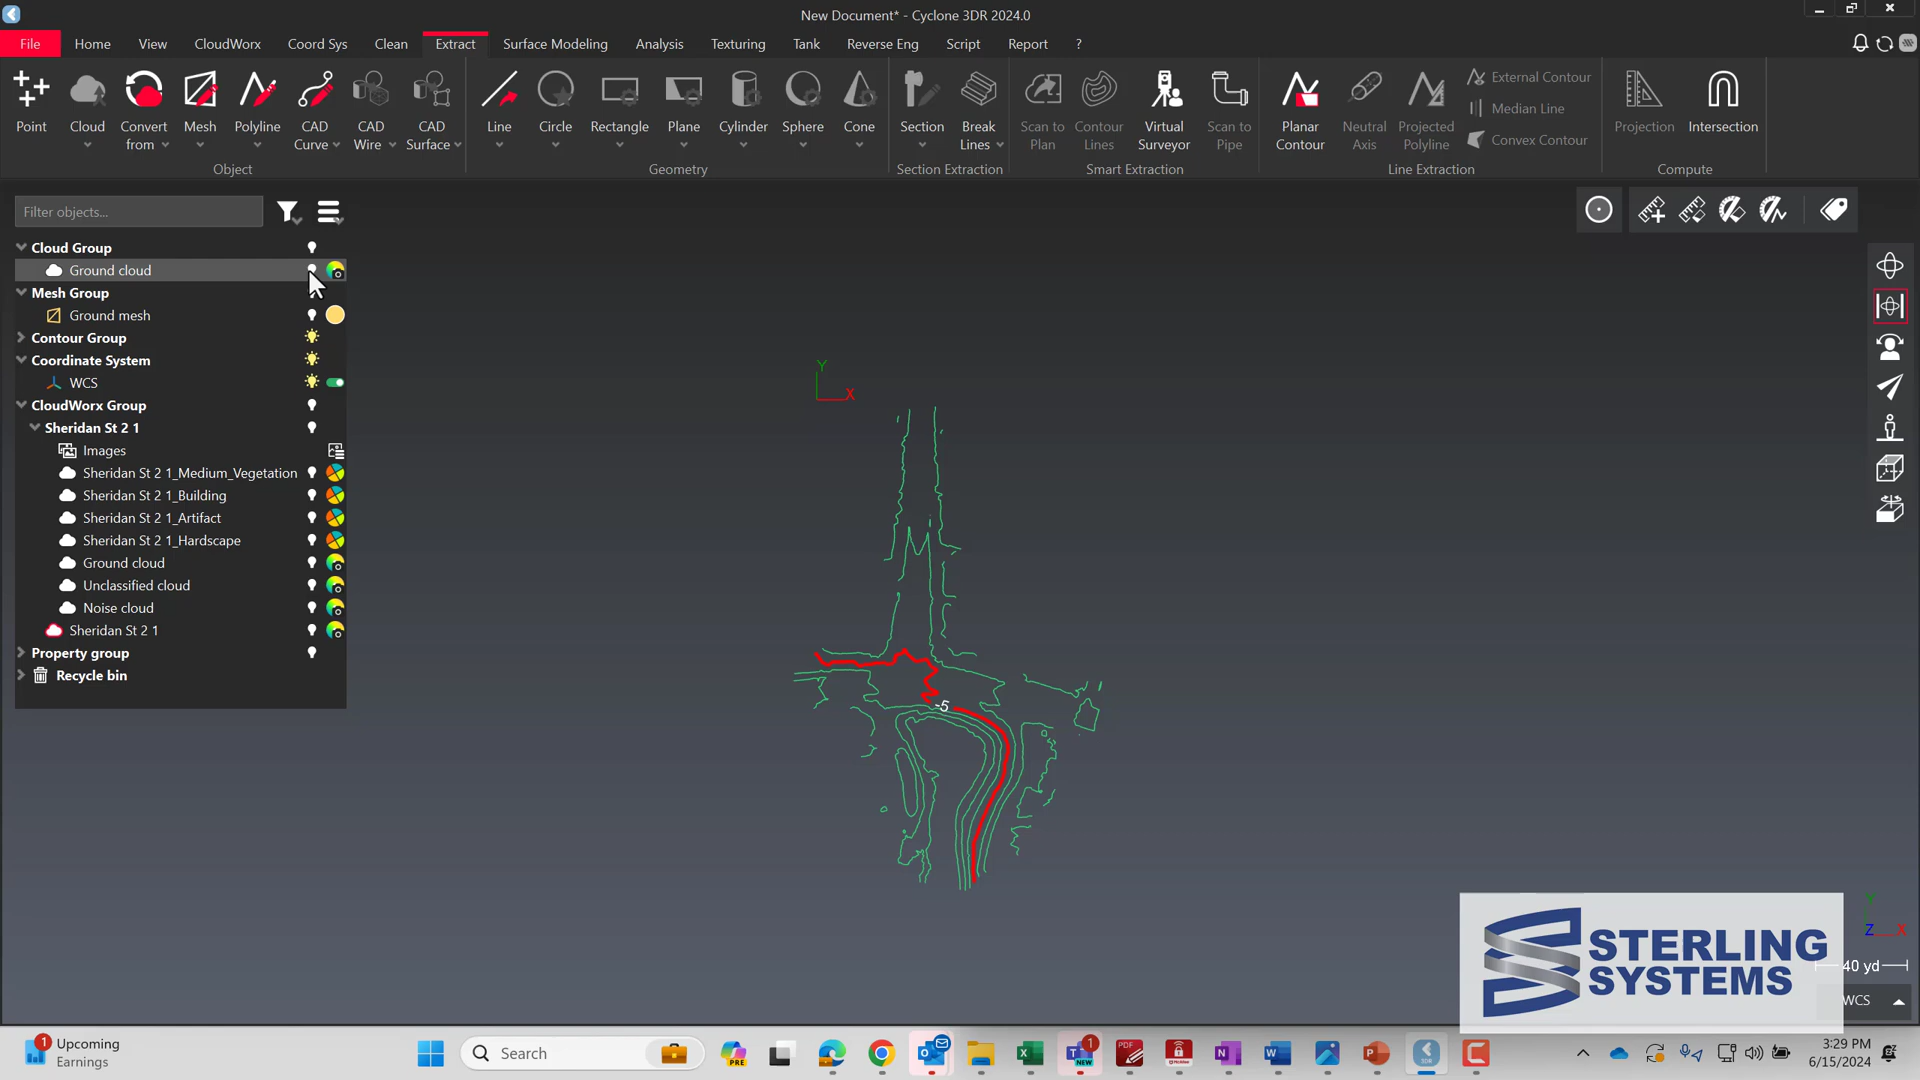 New Document* - Cyclone 3DR 2024.0
File Home View CloudWorx Coord Sys Clean Extract Surface Modeling Analysis Texturing Tank Reverse Eng Script Report ?
Point Cloud Convert from Mesh Polyline CAD Curve CAD Wire CAD Surface
Object
Line Circle Rectangle Plane Cylinder Sphere Cone
Geometry
Section Break Lines
Section Extraction
Scan to Plan Contour Lines Virtual Surveyor Scan to Pipe
Smart Extraction
Planar Contour Neutral Axis Projected Polyline
External Contour
Median Line
Convex Contour
Line Extraction
Projection Intersection
Compute
Filter objects...
Cloud Group
Ground cloud
Mesh Group
Ground mesh
Contour Group
Coordinate System
WCS
CloudWorx Group
Sheridan St 2 1
Images
Sheridan St 2 1_Medium_Vegetation
Sheridan St 2 1_Building
Sheridan St 2 1_Artifact
Sheridan St 2 1_Hardscape
Ground cloud
Unclassified cloud
Noise cloud
Sheridan St 2 1
Property group
Recycle bin
Y
X
-5
Y
Z X
40 yd
WCS
STERLING
SYSTEMS
1
Upcoming
Earnings
Search
PRE
1
NEW
PDF
3DR
3:29 PM
6/15/2024